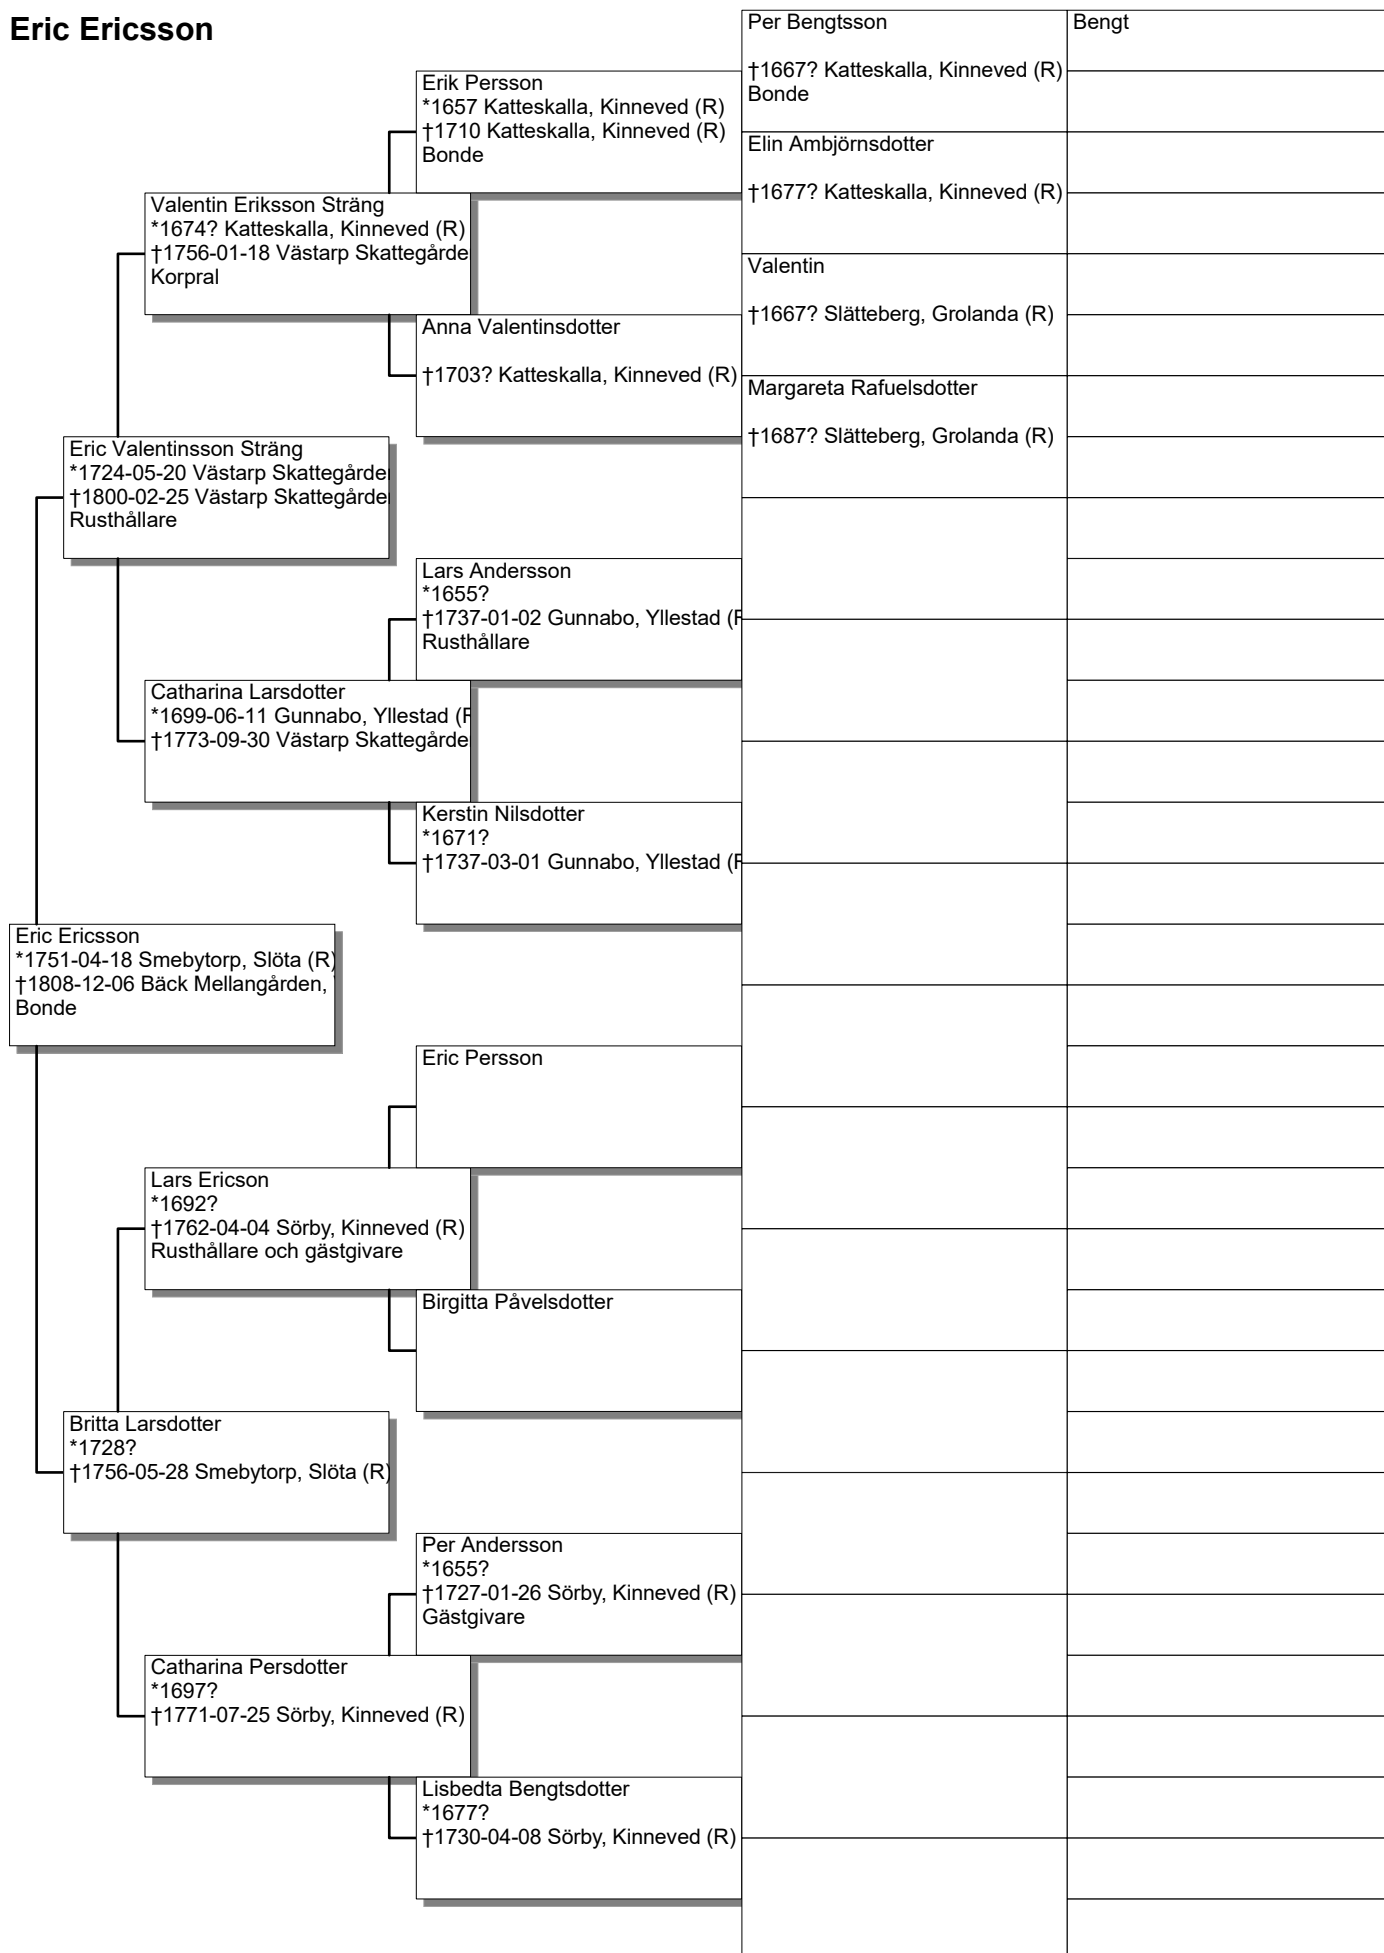 Eric Ericsson
Per Bengtsson
†1667? Katteskalla, Kinneved (R)
Bonde
Bengt
Erik Persson
*1657 Katteskalla, Kinneved (R)
†1710 Katteskalla, Kinneved (R)
Bonde
Elin Ambjörnsdotter
†1677? Katteskalla, Kinneved (R)
Valentin Eriksson Sträng
*1674? Katteskalla, Kinneved (R)
†1756-01-18 Västarp Skattegårde
Korpral
Valentin
†1667? Slätteberg, Grolanda (R)
Anna Valentinsdotter
†1703? Katteskalla, Kinneved (R)
Margareta Rafuelsdotter
†1687? Slätteberg, Grolanda (R)
Eric Valentinsson Sträng
*1724-05-20 Västarp Skattegårde
†1800-02-25 Västarp Skattegårde
Rusthållare
Lars Andersson
*1655?
†1737-01-02 Gunnabo, Yllestad (R
Rusthållare
Catharina Larsdotter
*1699-06-11 Gunnabo, Yllestad (R
†1773-09-30 Västarp Skattegårde
Kerstin Nilsdotter
*1671?
†1737-03-01 Gunnabo, Yllestad (R
Eric Ericsson
*1751-04-18 Smebytorp, Slöta (R)
†1808-12-06 Bäck Mellangården,
Bonde
Eric Persson
Lars Ericson
*1692?
†1762-04-04 Sörby, Kinneved (R)
Rusthållare och gästgivare
Birgitta Påvelsdotter
Britta Larsdotter
*1728?
†1756-05-28 Smebytorp, Slöta (R)
Per Andersson
*1655?
†1727-01-26 Sörby, Kinneved (R)
Gästgivare
Catharina Persdotter
*1697?
†1771-07-25 Sörby, Kinneved (R)
Lisbedta Bengtsdotter
*1677?
†1730-04-08 Sörby, Kinneved (R)